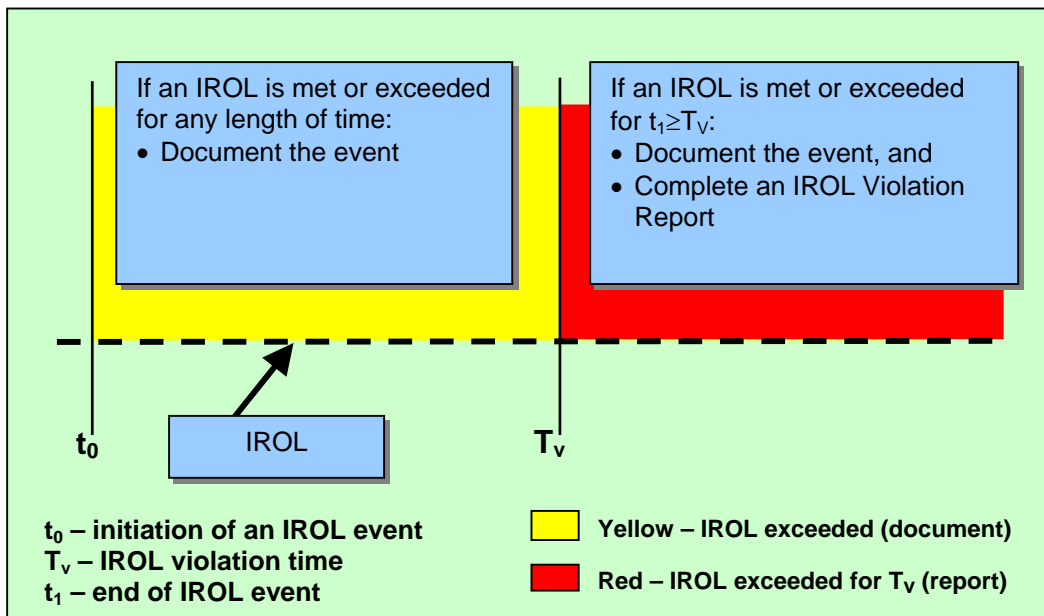 If an IROL is met or exceeded
for any length of time:
• Document the event
If an IROL is met or exceeded
for t₁≥Tᵥ:
• Document the event, and
• Complete an IROL Violation
Report
IROL
t₀
Tᵥ
t₀ – initiation of an IROL event
Tᵥ – IROL violation time
t₁ – end of IROL event
Yellow – IROL exceeded (document)
Red – IROL exceeded for Tᵥ (report)